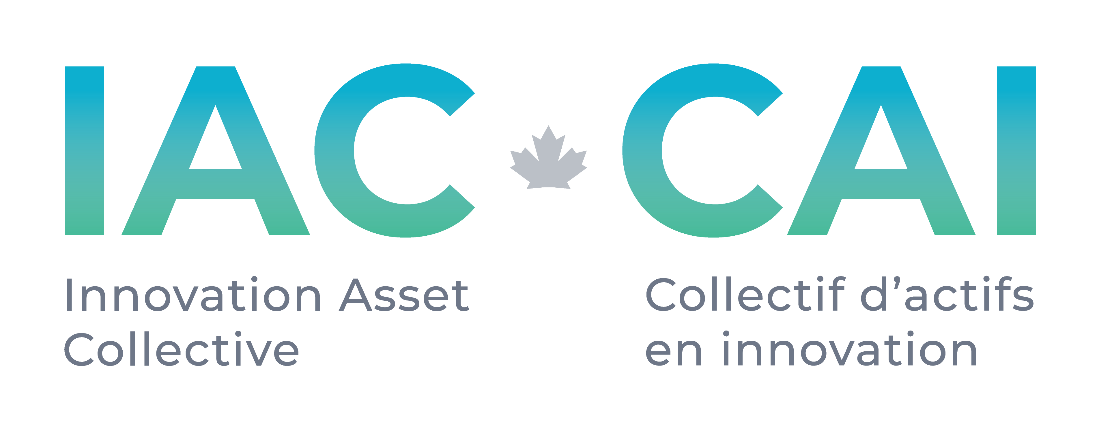 IAC CAI
Innovation Asset
Collective
Collectif d’actifs
en innovation